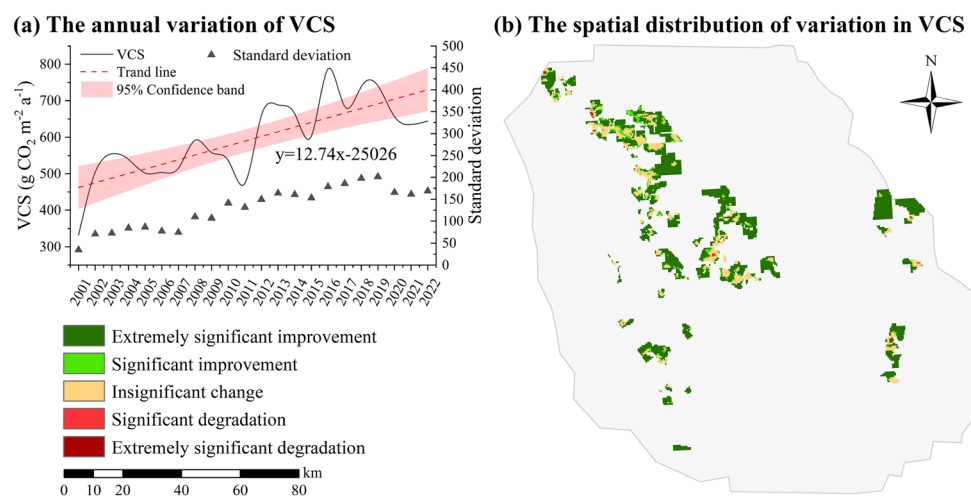 (a) The annual variation of VCS
(b) The spatial distribution of variation in VCS
VCS
Standard deviation
Trand line
95% Confidence band
VCS (g CO2 m-2 a-1)
800
700
600
500
400
300
500
450
400
350
300
250
200
150
100
50
0
Standard deviation
y=12.74x-25026
2001
2002
2003
2004
2005
2006
2007
2008
2009
2010
2011
2012
2013
2014
2015
2016
2017
2018
2019
2020
2021
2022
N
Extremely significant improvement
Significant improvement
Insignificant change
Significant degradation
Extremely significant degradation
km
0 10 20 40 60 80